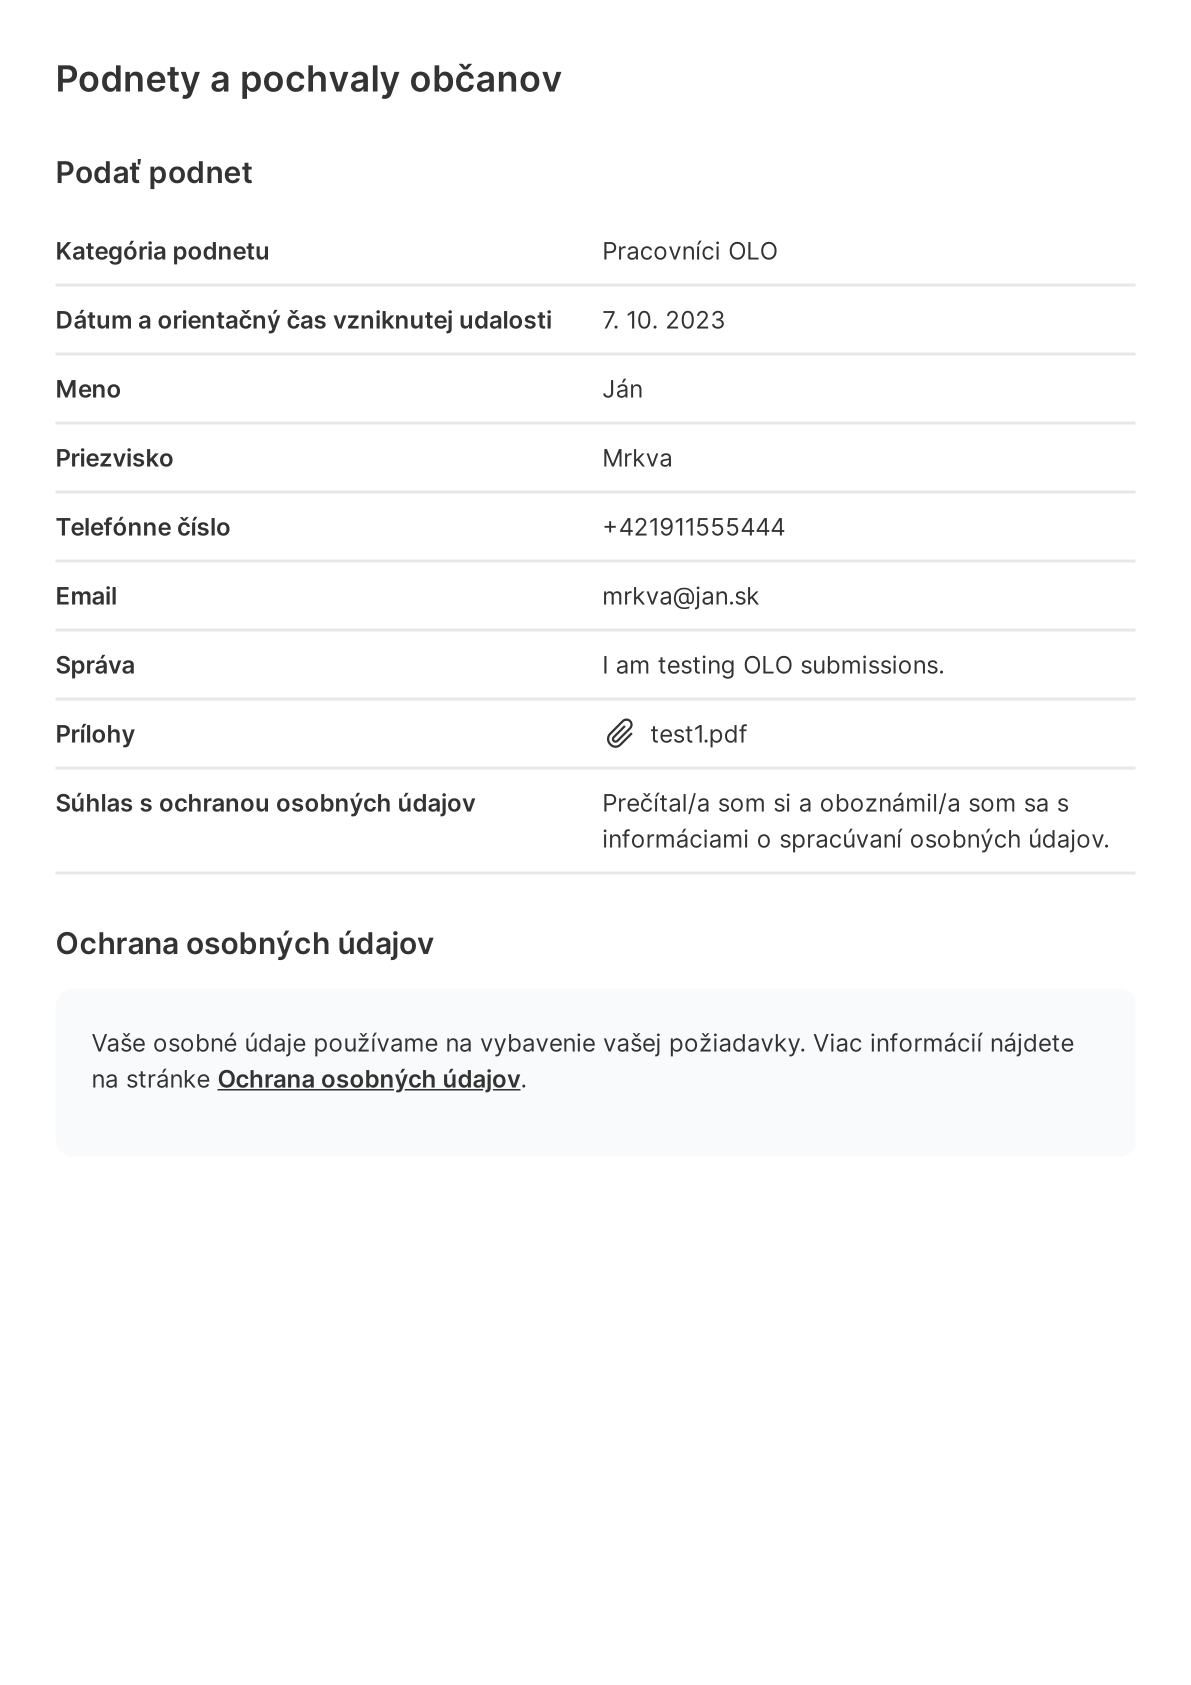 Podnety a pochvaly občanov
Podať podnet
Kategória podnetu Pracovníci OLO
Dátum a orientačný čas vzniknutej udalosti 7. 10. 2023
Meno Ján
Priezvisko Mrkva
Telefónne číslo +421911555444
Email mrkva@jan.sk
Správa I am testing OLO submissions.
Prílohy test1.pdf
Súhlas s ochranou osobných údajov Prečítal/a som si a oboznámil/a som sa s
informáciami o spracúvaní osobných údajov.
Ochrana osobných údajov
Vaše osobné údaje používame na vybavenie vašej požiadavky. Viac informácií nájdete
na stránke Ochrana osobných údajov.